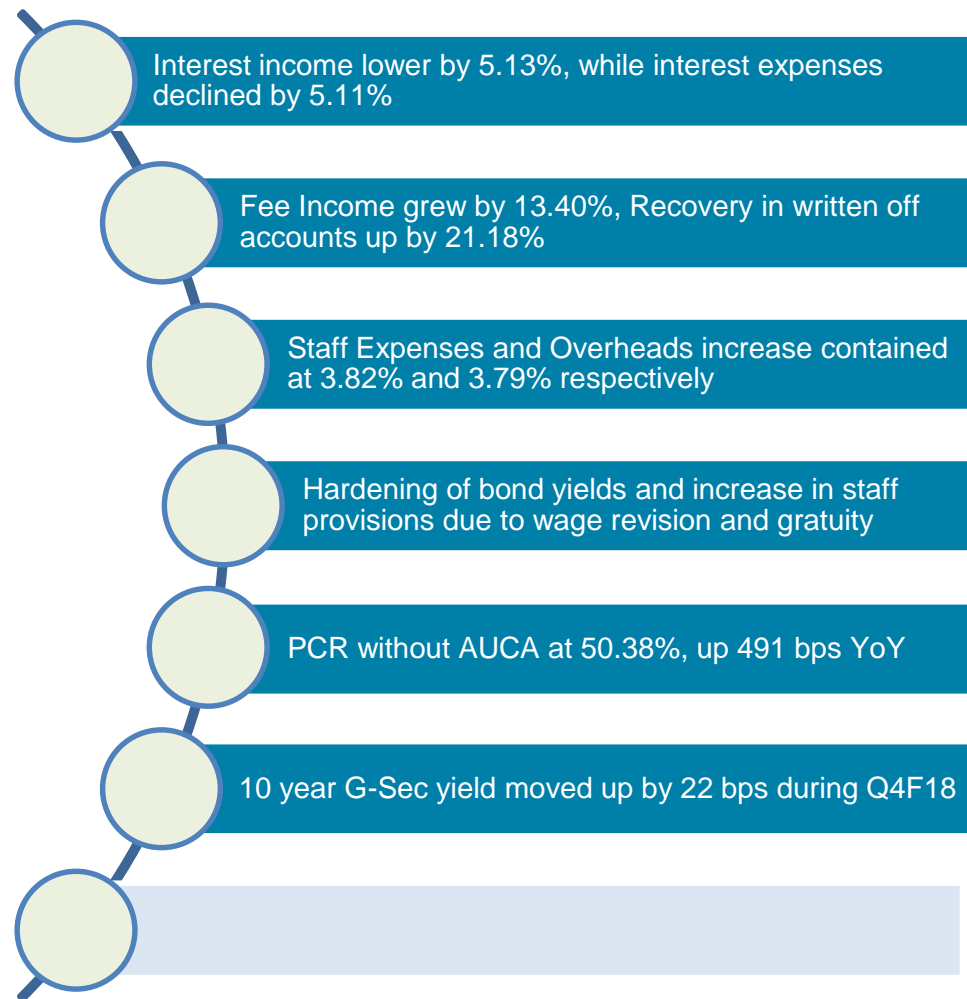 Interest income lower by 5.13%, while interest expenses
declined by 5.11%
Fee Income grew by 13.40%, Recovery in written off
accounts up by 21.18%
Staff Expenses and Overheads increase contained
at 3.82% and 3.79% respectively
Hardening of bond yields and increase in staff
provisions due to wage revision and gratuity
PCR without AUCA at 50.38%, up 491 bps YoY
10 year G-Sec yield moved up by 22 bps during Q4F18